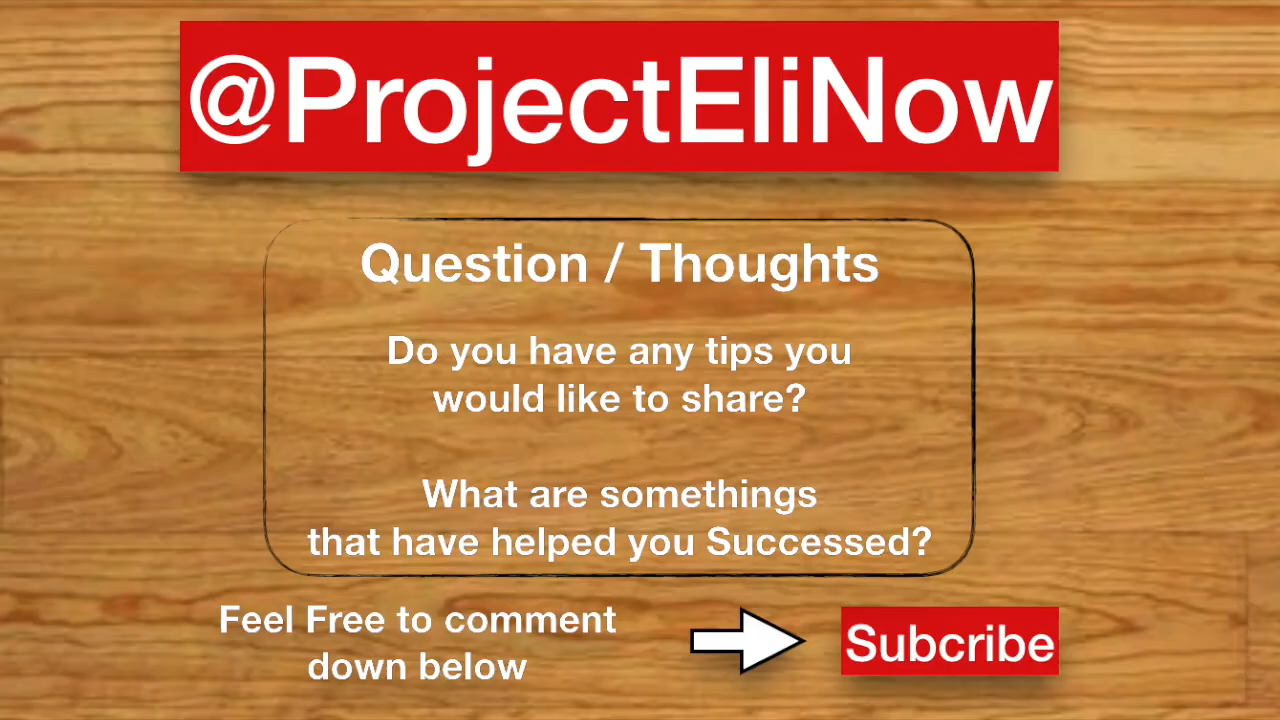 @ProjectEliNow
Question / Thoughts
Do you have any tips you
would like to share?
What are somethings
that have helped you Successed?
Feel Free to comment
down below
Subcribe